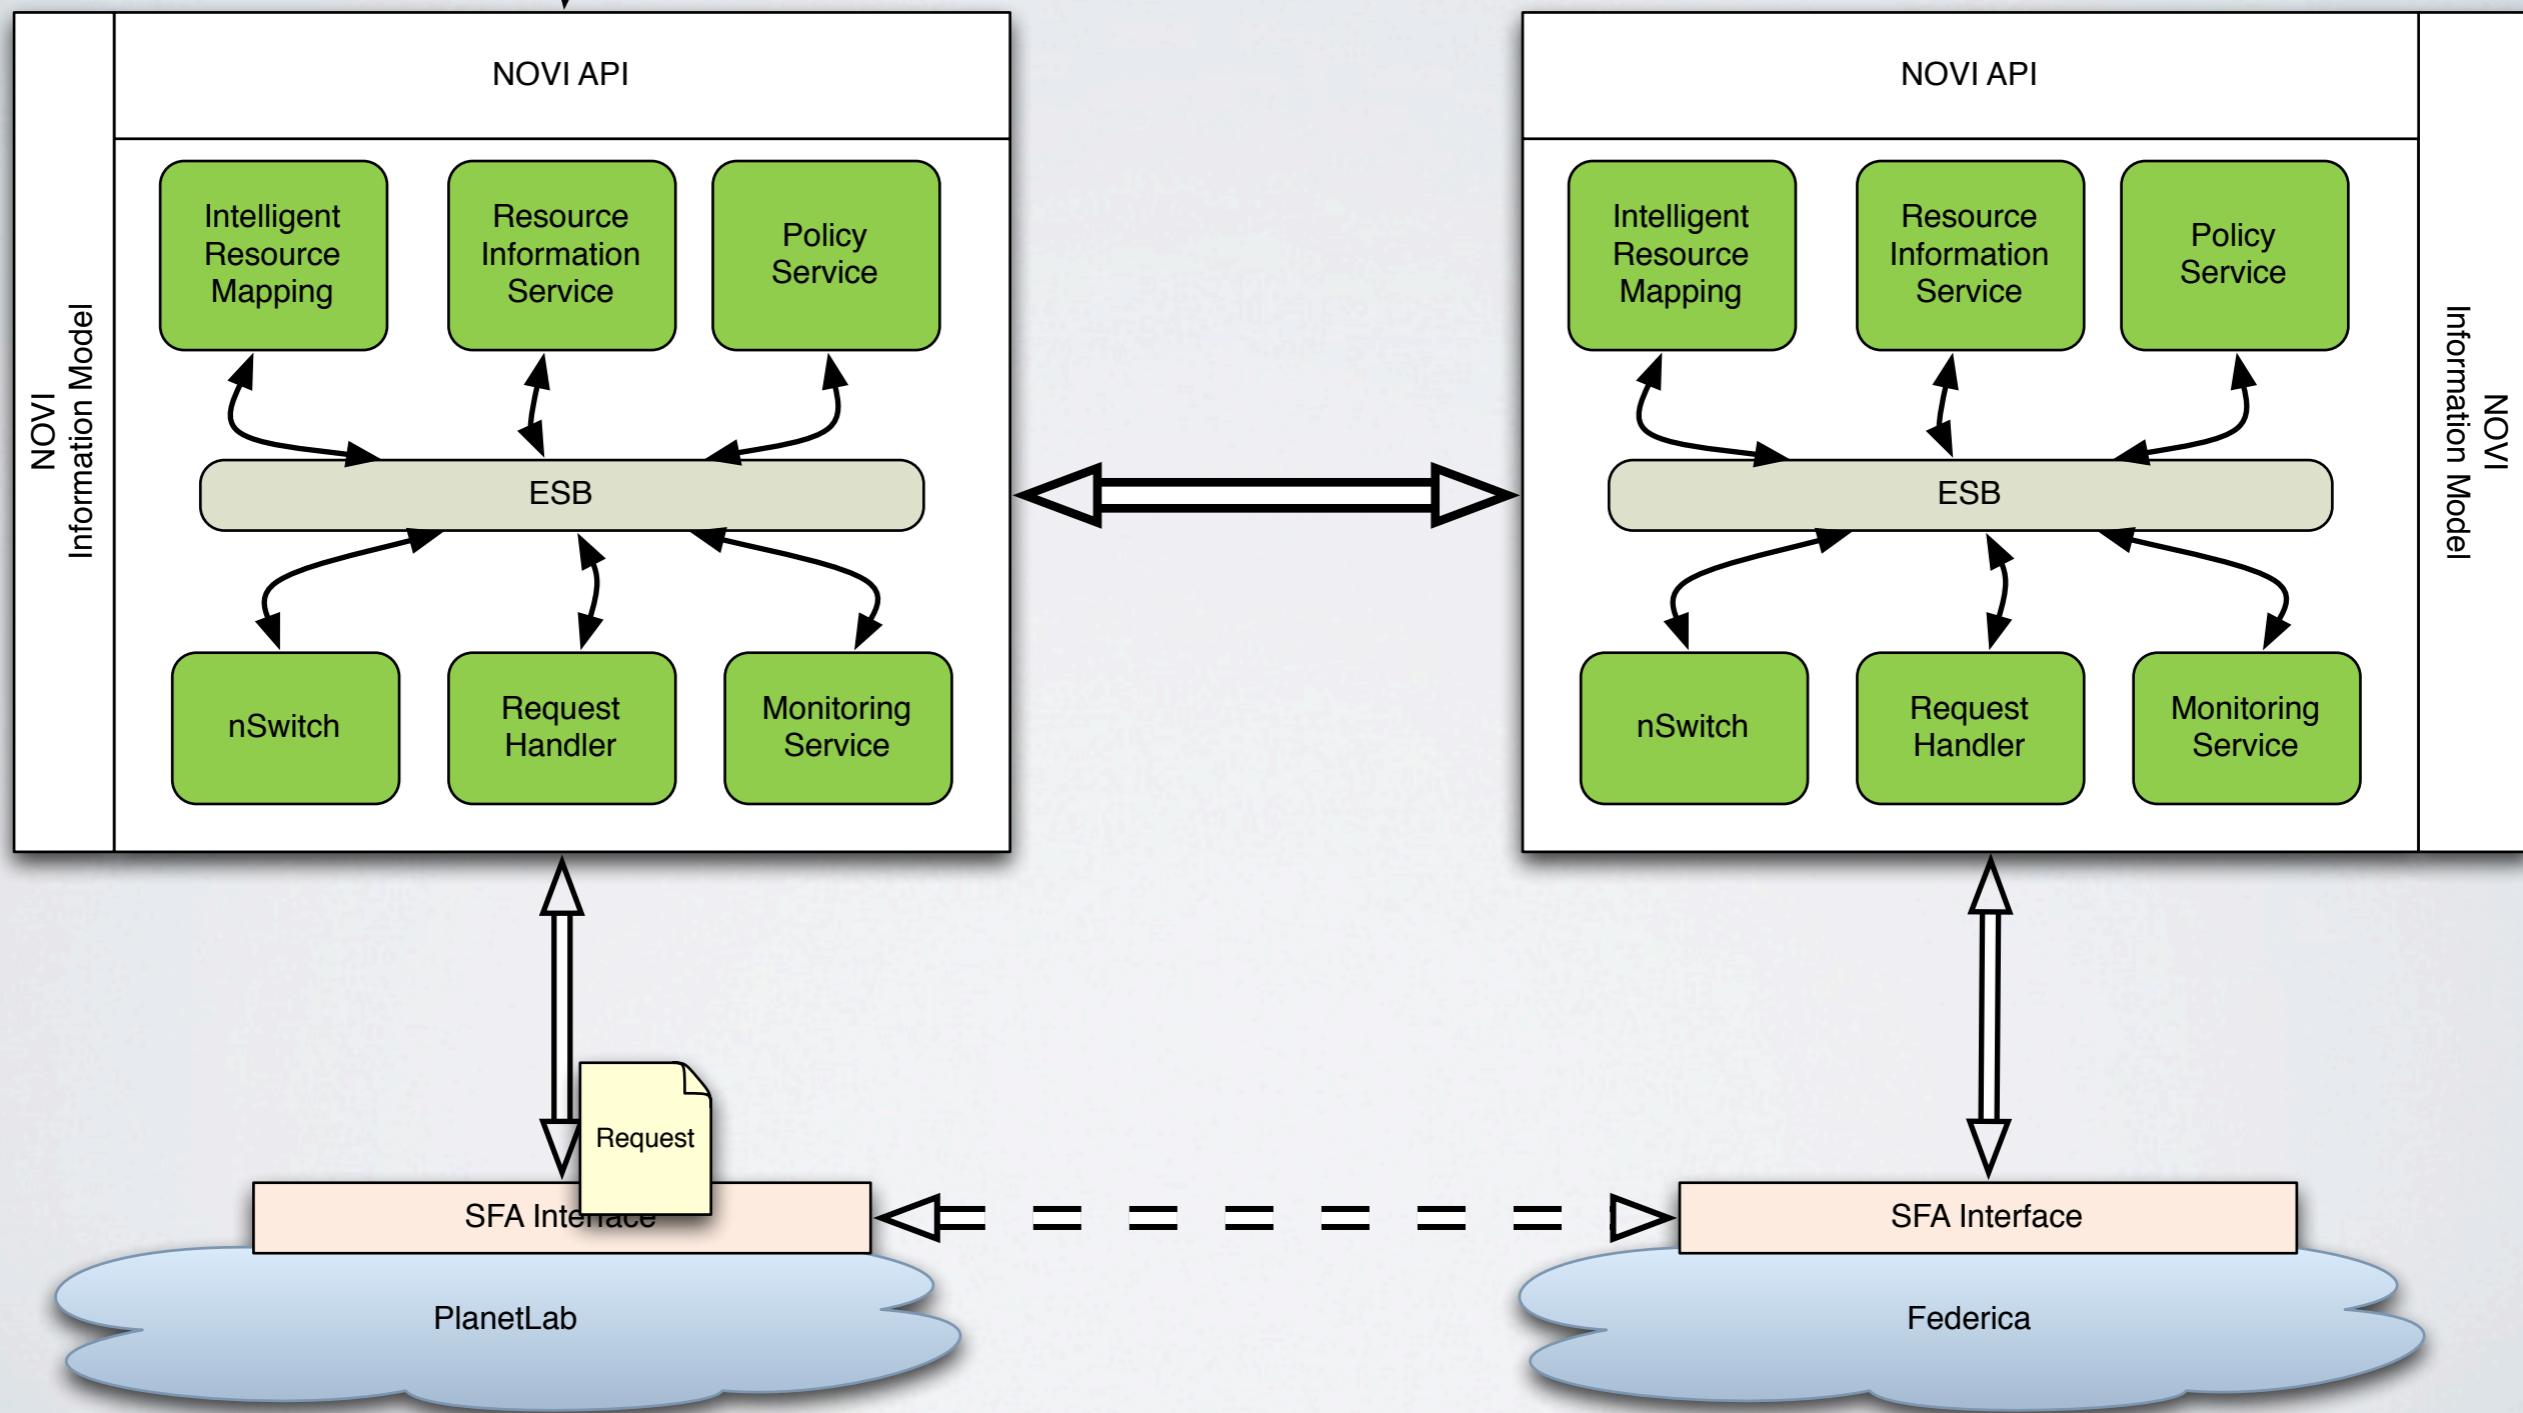 NOVI API
NOVI
Information Model
Intelligent
Resource
Mapping
Resource
Information
Service
Policy
Service
ESB
nSwitch
Request
Handler
Monitoring
Service
NOVI API
Intelligent
Resource
Mapping
Resource
Information
Service
Policy
Service
ESB
nSwitch
Request
Handler
Monitoring
Service
NOVI
Information Model
Request
SFA Interface
PlanetLab
SFA Interface
Federica